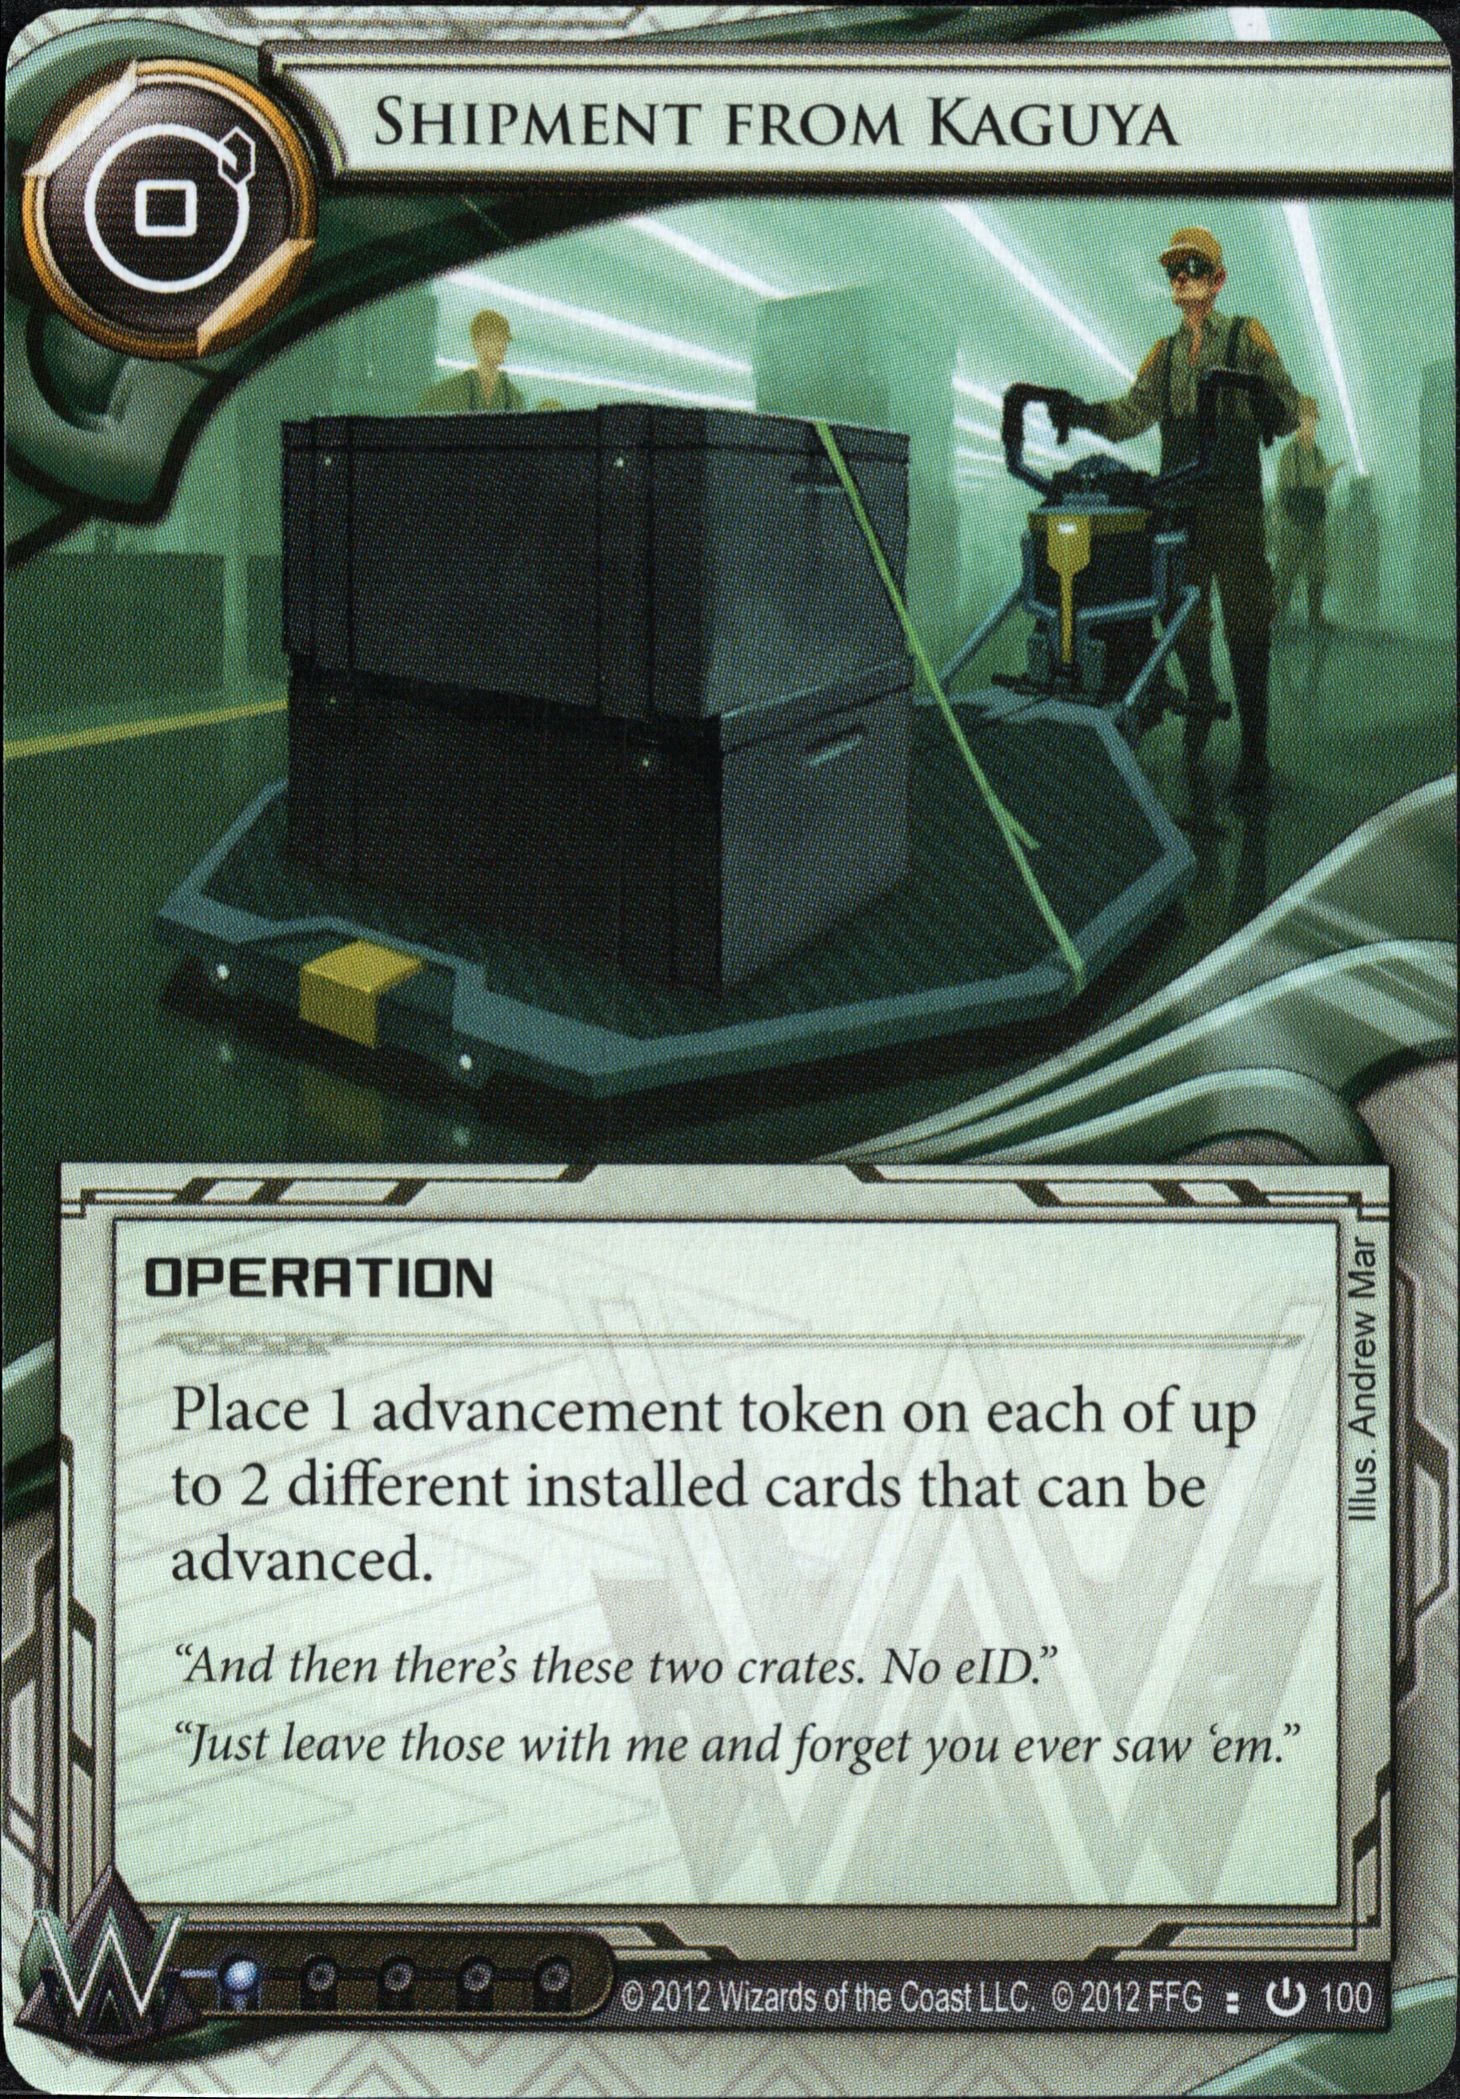 0
SHIPMENT FROM KAGUYA
OPERATION
Place 1 advancement token on each of up
to 2 different installed cards that can be
advanced.
“And then there’s these two crates. No eID.”
“Just leave those with me and forget you ever saw ‘em.”
Illus. Andrew Mar
W
© 2012 Wizards of the Coast LLC. © 2012 FFG 100